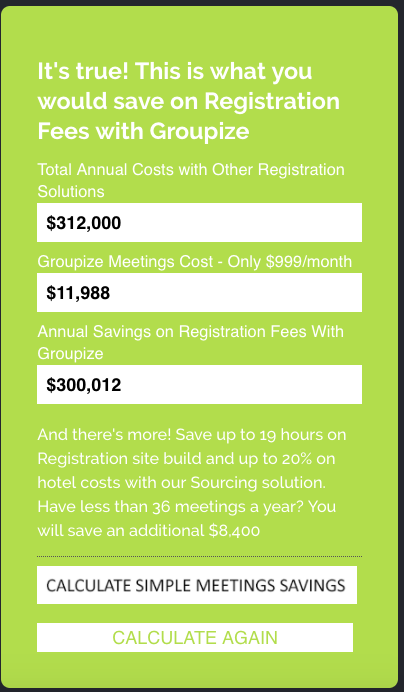 It's true! This is what you
would save on Registration
Fees with Groupize
Total Annual Costs with Other Registration
Solutions
$312,000
Groupize Meetings Cost - Only $999/month
$11,988
Annual Savings on Registration Fees With
Groupize
$300,012
And there's more! Save up to 19 hours on
Registration site build and up to 20% on
hotel costs with our Sourcing solution.
Have less than 36 meetings a year? You
will save an additional $8,400
CALCULATE SIMPLE MEETINGS SAVINGS
CALCULATE AGAIN